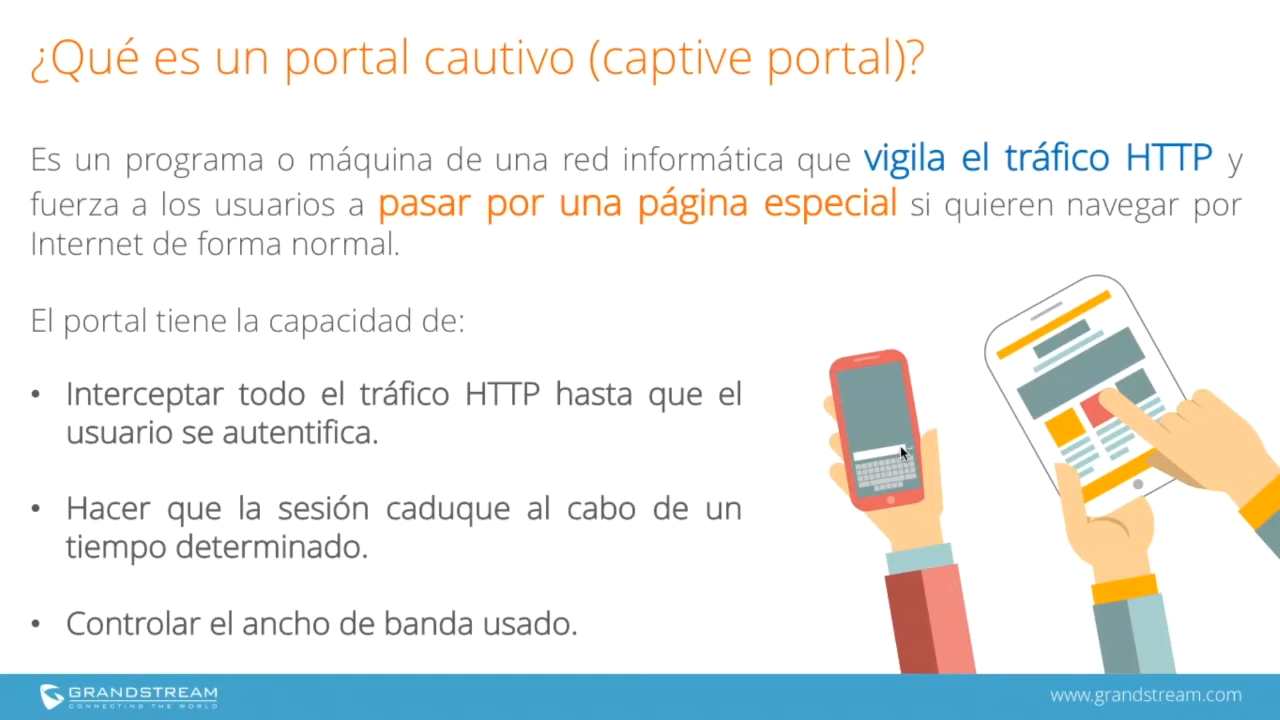 ¿Qué es un portal cautivo (captive portal)?
Es un programa o máquina de una red informática que vigila el tráfico HTTP y
fuerza a los usuarios a pasar por una página especial si quieren navegar por
Internet de forma normal.
El portal tiene la capacidad de:
• Interceptar todo el tráfico HTTP hasta que el
usuario se autentifica.
• Hacer que la sesión caduque al cabo de un
tiempo determinado.
• Controlar el ancho de banda usado.
GRANDSTREAM
CONNECTING THE WORLD
www.grandstream.com